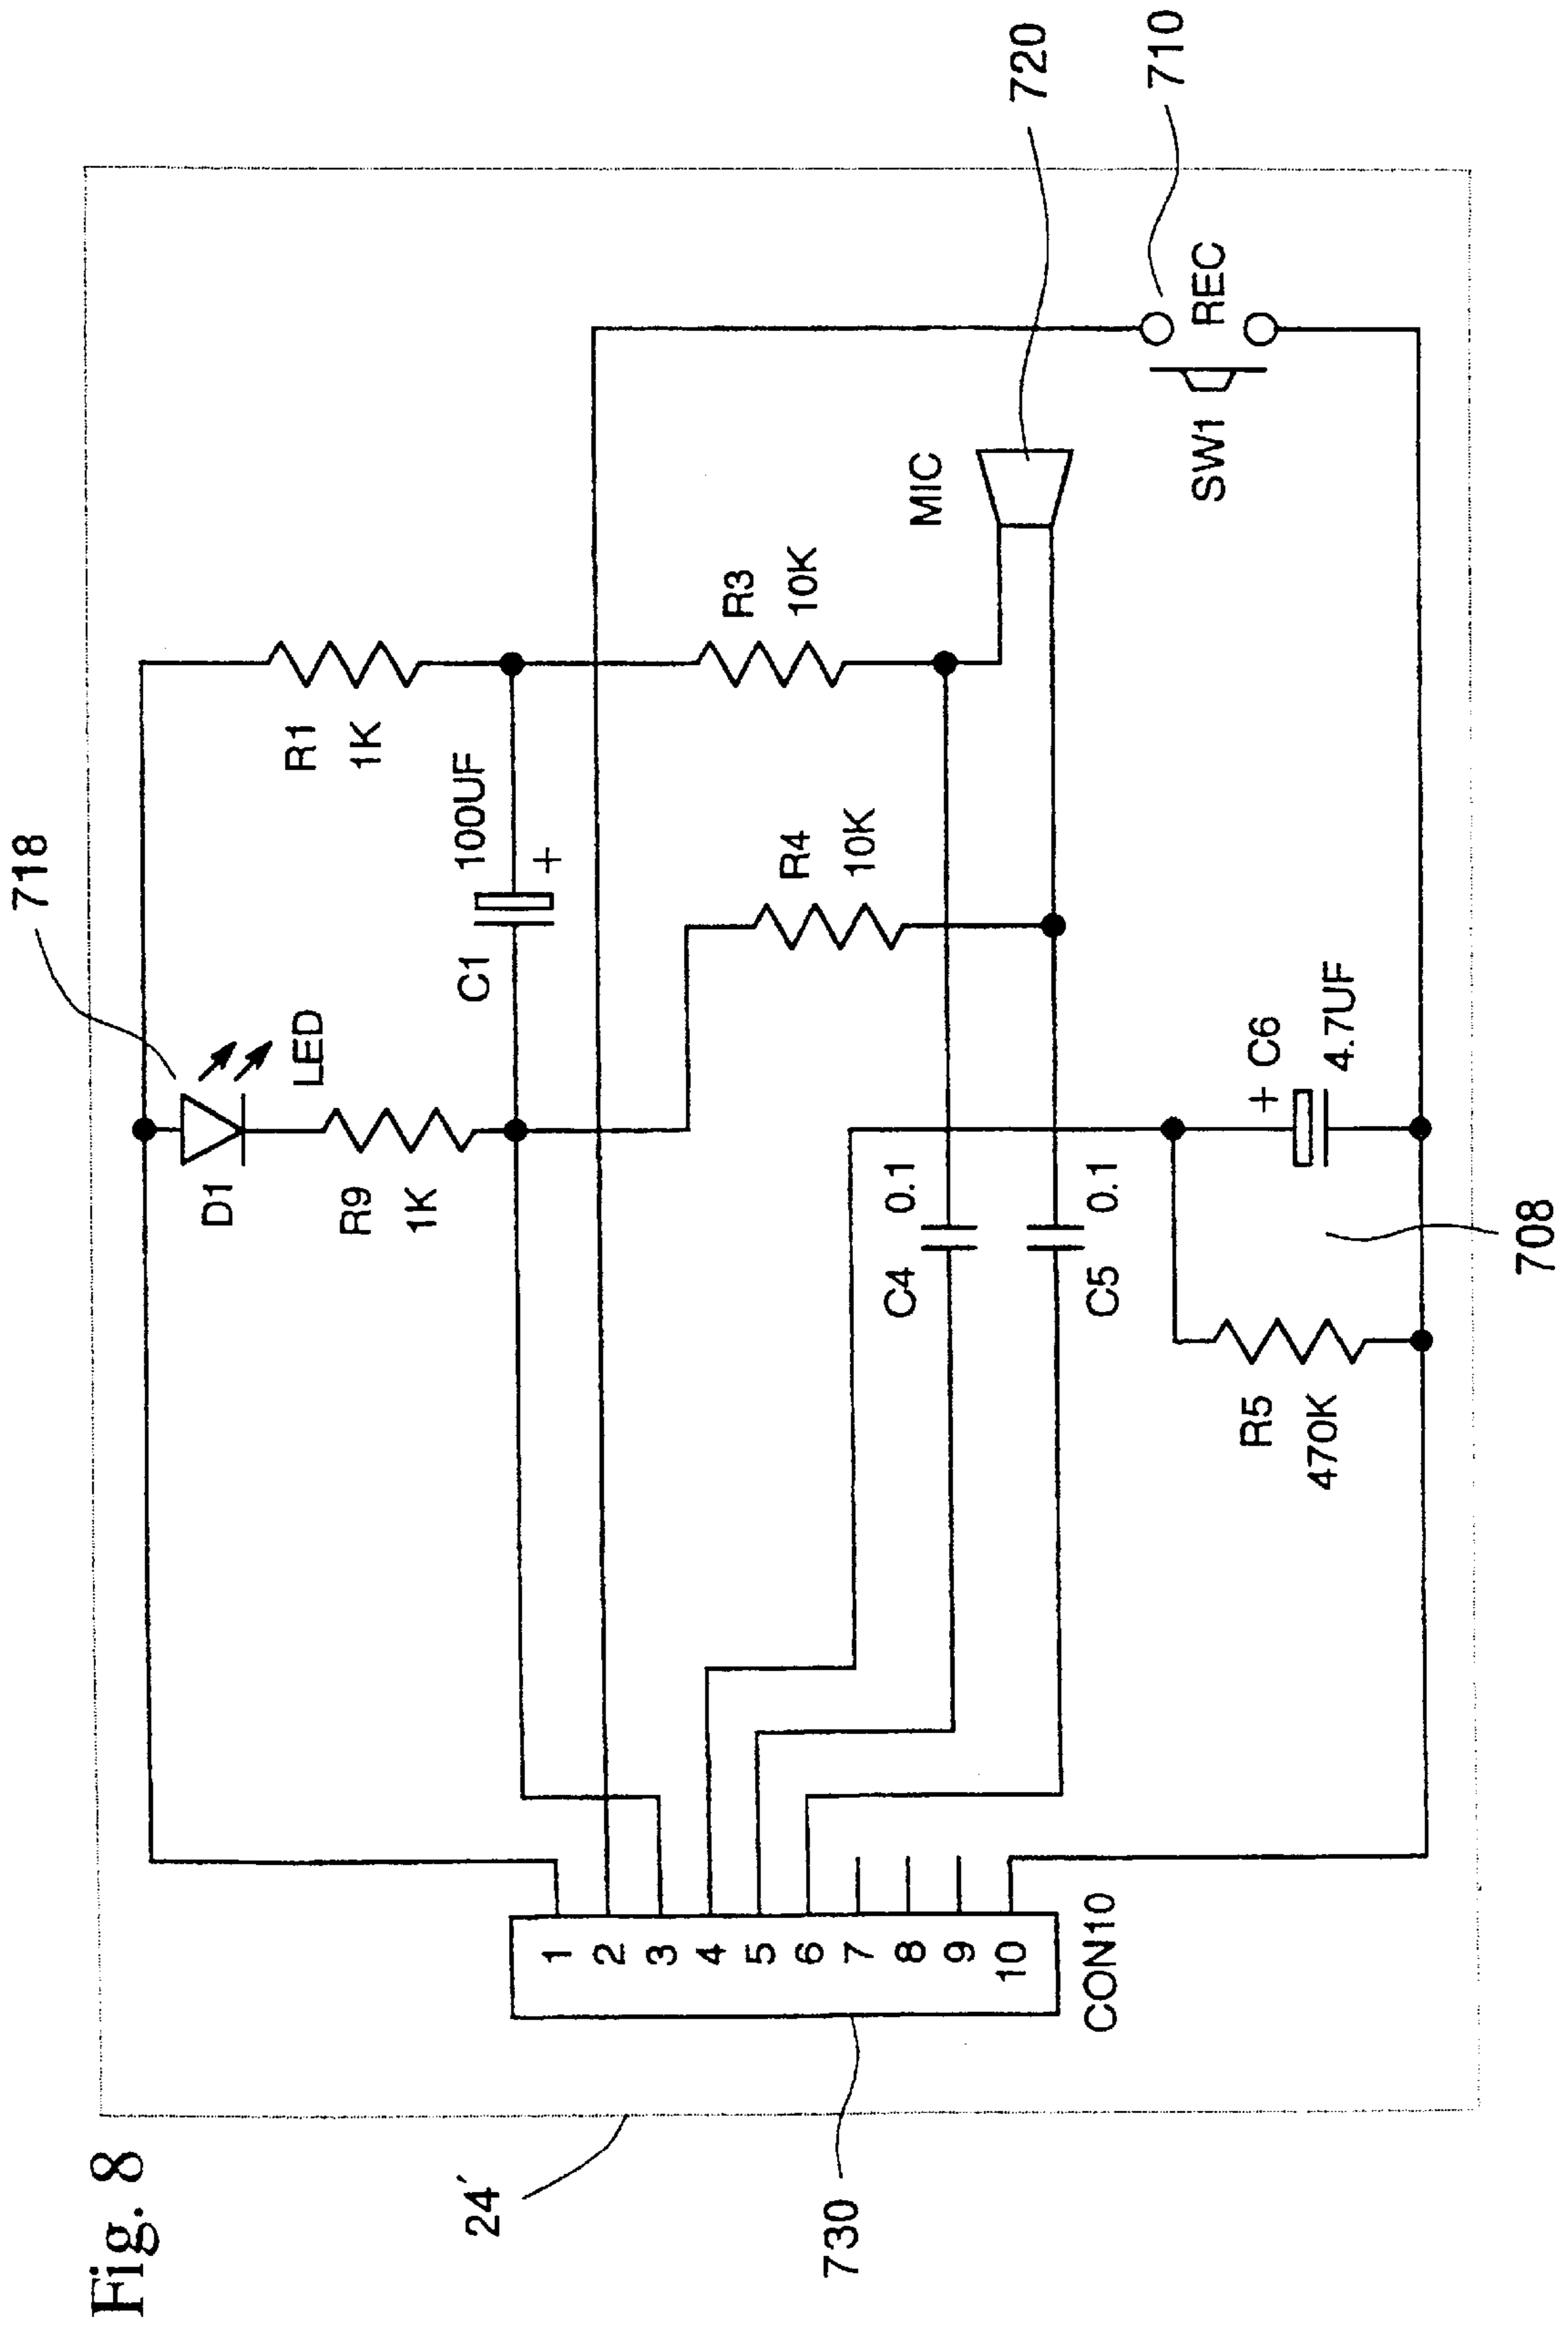 Fig. 8
24′
730
718
720
710
708
D1
LED
R9
1K
R1
1K
C1
100UF
+
R4
10K
R3
10K
MIC
SW1
REC
C4
0.1
C5
0.1
+
C6
4.7UF
R5
470K
1
2
3
4
5
6
7
8
9
10
CON10